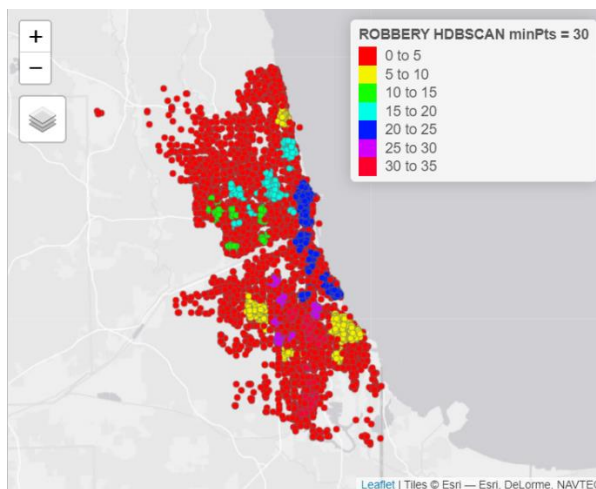 +
−
ROBBERY HDBSCAN minPts = 30
0 to 5
5 to 10
10 to 15
15 to 20
20 to 25
25 to 30
30 to 35
Leaflet | Tiles © Esri — Esri, DeLorme, NAVTEQ